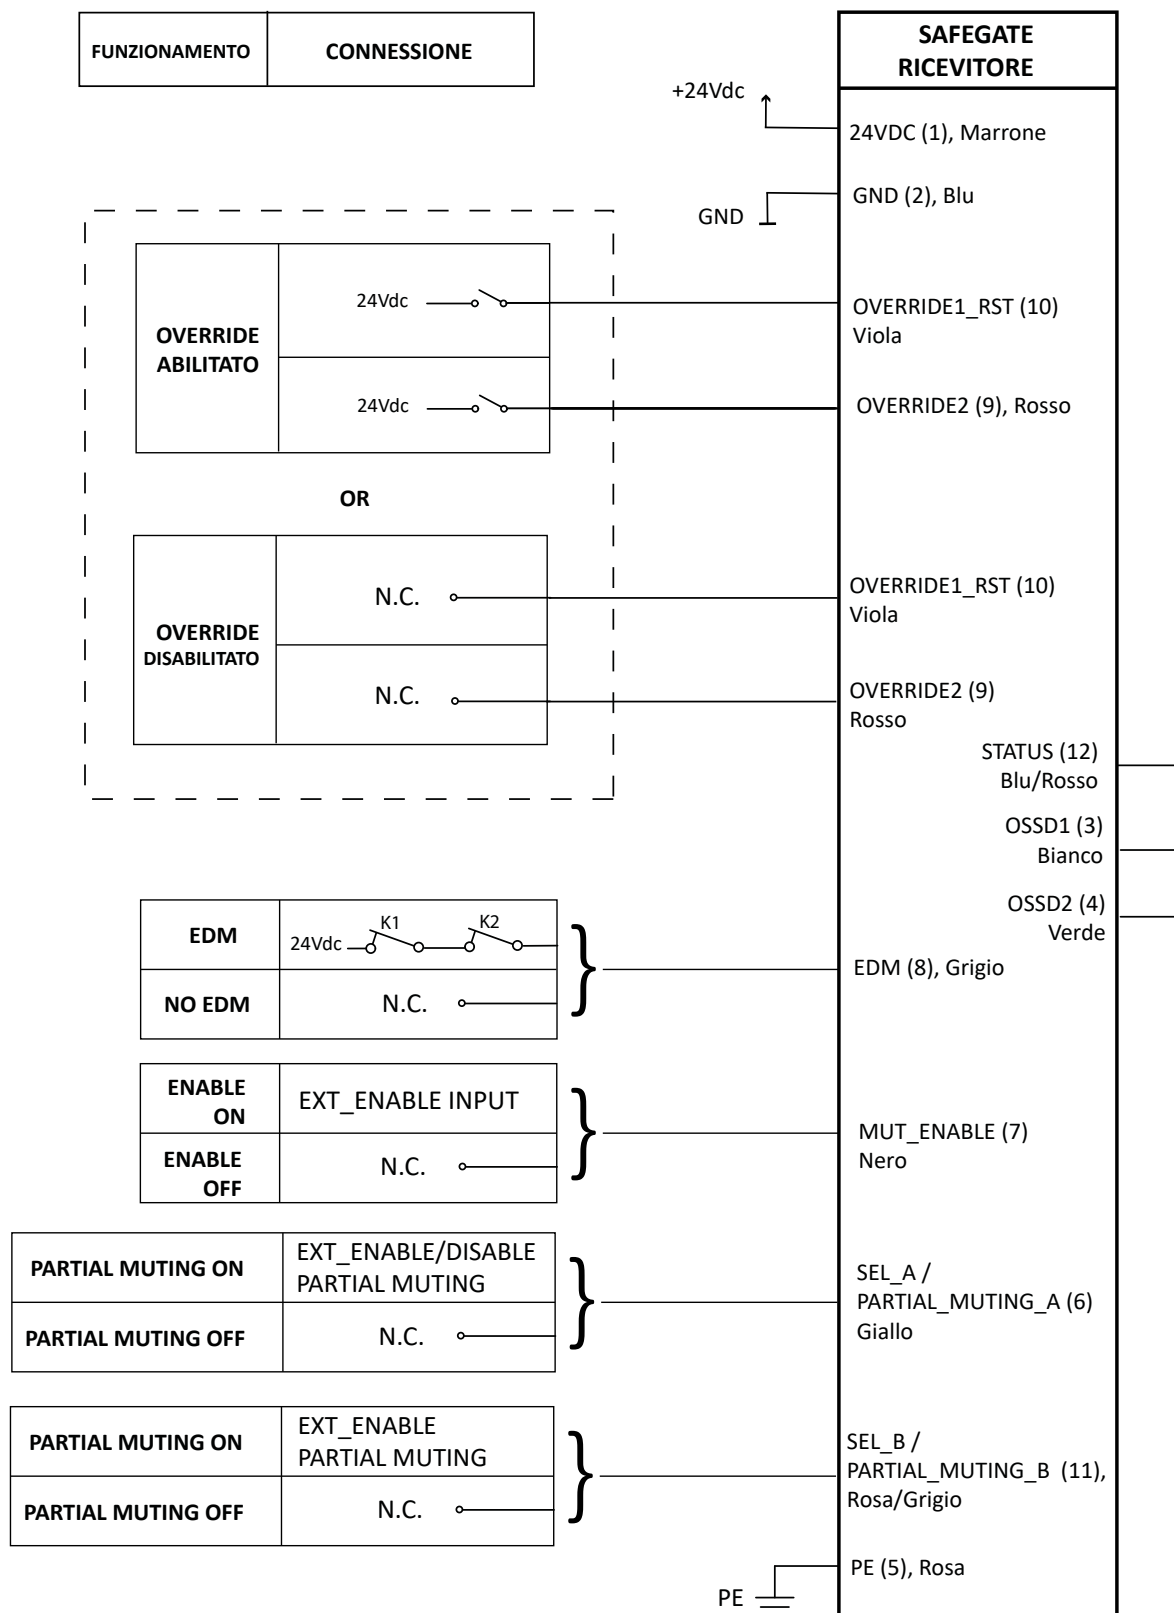 FUNZIONAMENTO
CONNESSIONE
SAFEGATE
RICEVITORE
+24Vdc
24VDC (1), Marrone
GND
GND (2), Blu
OVERRIDE
ABILITATO
24Vdc
OVERRIDE1_RST (10)
Viola
24Vdc
OVERRIDE2 (9), Rosso
OR
OVERRIDE
DISABILITATO
N.C.
OVERRIDE1_RST (10)
Viola
N.C.
OVERRIDE2 (9)
Rosso
STATUS (12)
Blu/Rosso
OSSD1 (3)
Bianco
OSSD2 (4)
Verde
EDM
24Vdc
K1
K2
NO EDM
N.C.
EDM (8), Grigio
ENABLE
ON
EXT_ENABLE INPUT
ENABLE
OFF
N.C.
MUT_ENABLE (7)
Nero
PARTIAL MUTING ON
EXT_ENABLE/DISABLE
PARTIAL MUTING
PARTIAL MUTING OFF
N.C.
SEL_A /
PARTIAL_MUTING_A (6)
Giallo
PARTIAL MUTING ON
EXT_ENABLE
PARTIAL MUTING
PARTIAL MUTING OFF
N.C.
SEL_B /
PARTIAL_MUTING_B (11),
Rosa/Grigio
PE
PE (5), Rosa